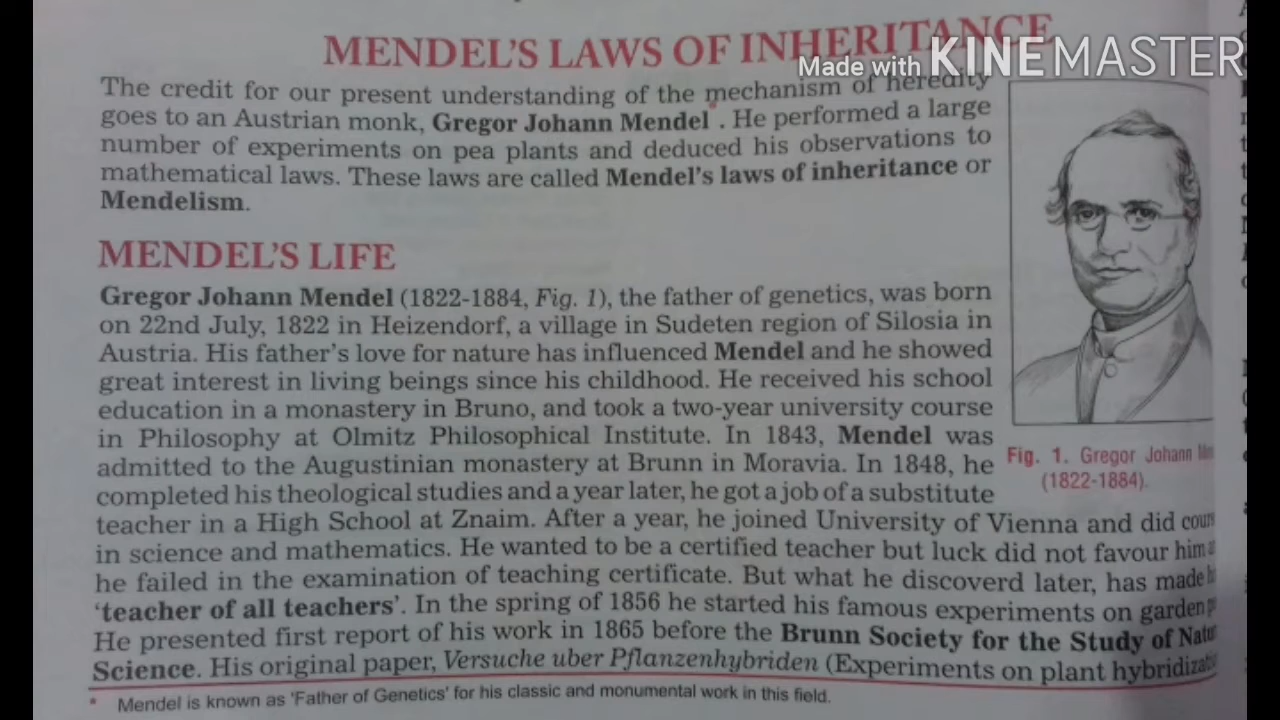 MENDEL'S LAWS OF INHERITANCE
Made with KINEMASTER
The credit for our present understanding of the mechanism of heredity
goes to an Austrian monk, Gregor Johann Mendel*. He performed a large
number of experiments on pea plants and deduced his observations to
mathematical laws. These laws are called Mendel's laws of inheritance or
Mendelism.
MENDEL'S LIFE
Gregor Johann Mendel (1822-1884, Fig. 1), the father of genetics, was born
on 22nd July, 1822 in Heizendorf, a village in Sudeten region of Silosia in
Austria. His father's love for nature has influenced Mendel and he showed
great interest in living beings since his childhood. He received his school
education in a monastery in Bruno, and took a two-year university course
in Philosophy at Olmitz Philosophical Institute. In 1843, Mendel was
admitted to the Augustinian monastery at Brunn in Moravia. In 1848, he
completed his theological studies and a year later, he got a job of a substitute
teacher in a High School at Znaim. After a year, he joined University of Vienna and did
in science and mathematics. He wanted to be a certified teacher but luck did not favour him
he failed in the examination of teaching certificate. But what he discoverd later, has made
'teacher of all teachers'. In the spring of 1856 he started his famous experiments on garden
He presented first report of his work in 1865 before the Brunn Society for the Study of
Science. His original paper, Versuche uber Pflanzenhybriden (Experiments on plant
Fig. 1. Gregor Johann
(1822-1884).
* Mendel is known as 'Father of Genetics' for his classic and monumental work in this field.